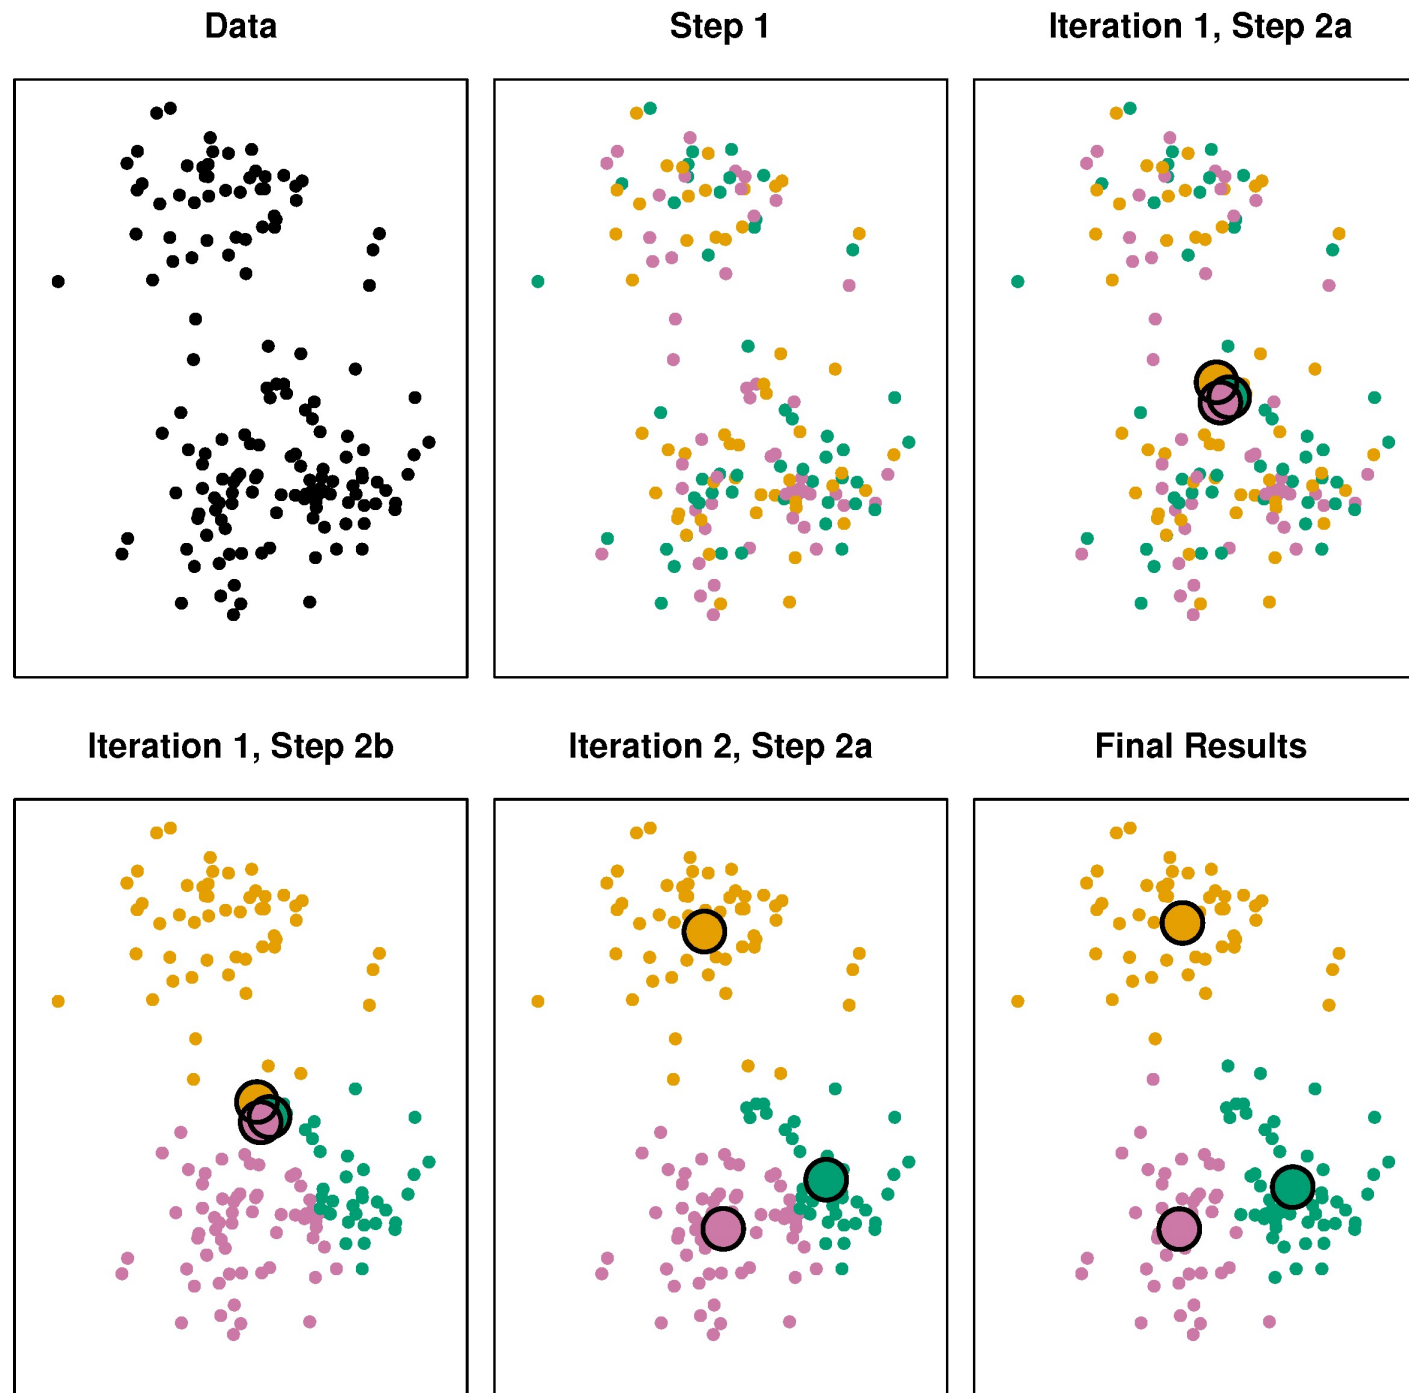 Data
Step 1
Iteration 1, Step 2a
Iteration 1, Step 2b
Iteration 2, Step 2a
Final Results